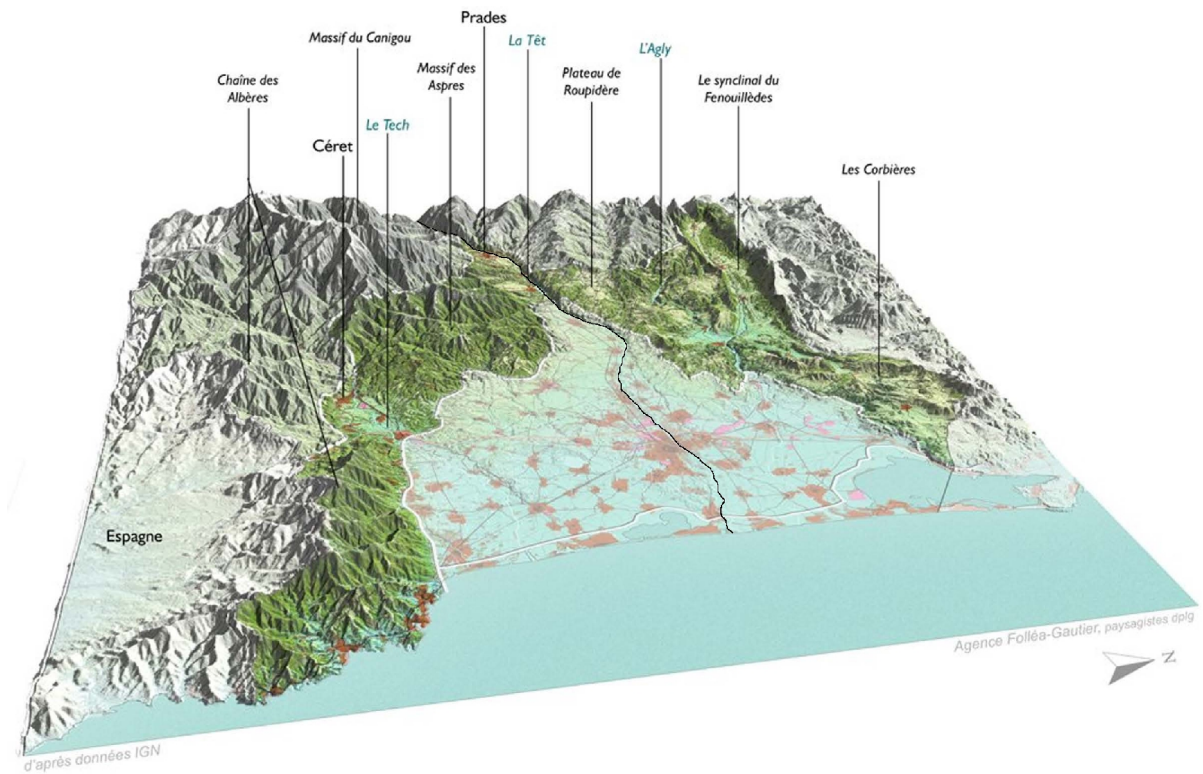 Prades
Massif du Canigou
La Têt
L'Agly
Massif des
Aspres
Plateau de
Roupidère
Chaîne des
Albères
Le synclinal du
Fenouillèdes
Le Tech
Céret
Les Corbières
Espagne
Agence Folléa-Gautier, paysagistes dplg
N
d'après données IGN